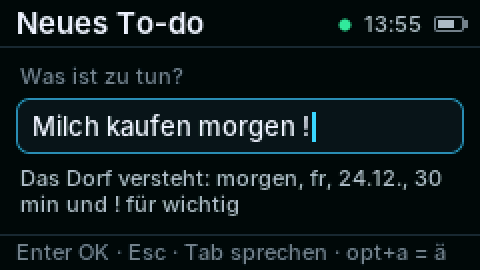 Neues To-do
13:55
Was ist zu tun?
Milch kaufen morgen !
Das Dorf versteht: morgen, fr, 24.12., 30
min und ! für wichtig
Enter OK · Esc · Tab sprechen · opt+a = ä